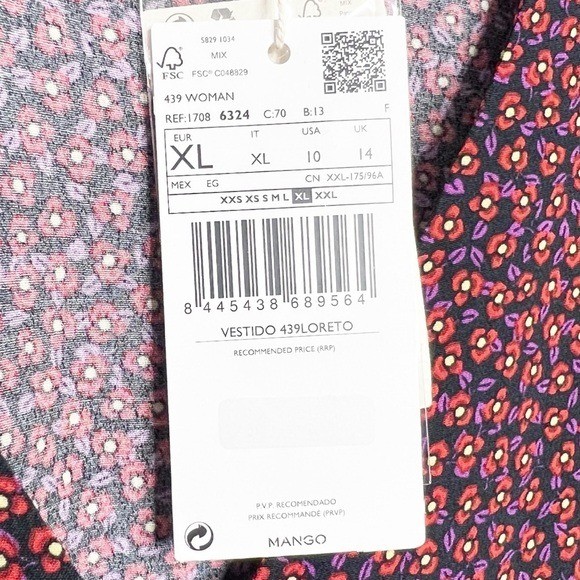 5829 1034
MIX
FSC
FSC® C048829
439 WOMAN
REF:1708 6324 C:70 B:13 F
EUR IT USA UK
XL XL 10 14
MEX EG CN XXL-175/96A
XXS XS S M L XL XXL
8 445438 689564
VESTIDO 439LORETO
RECOMMENDED PRICE (RRP)
P.V.P. RECOMENDADO
PRIX RECOMMANDÉ (PRVP)
MANGO